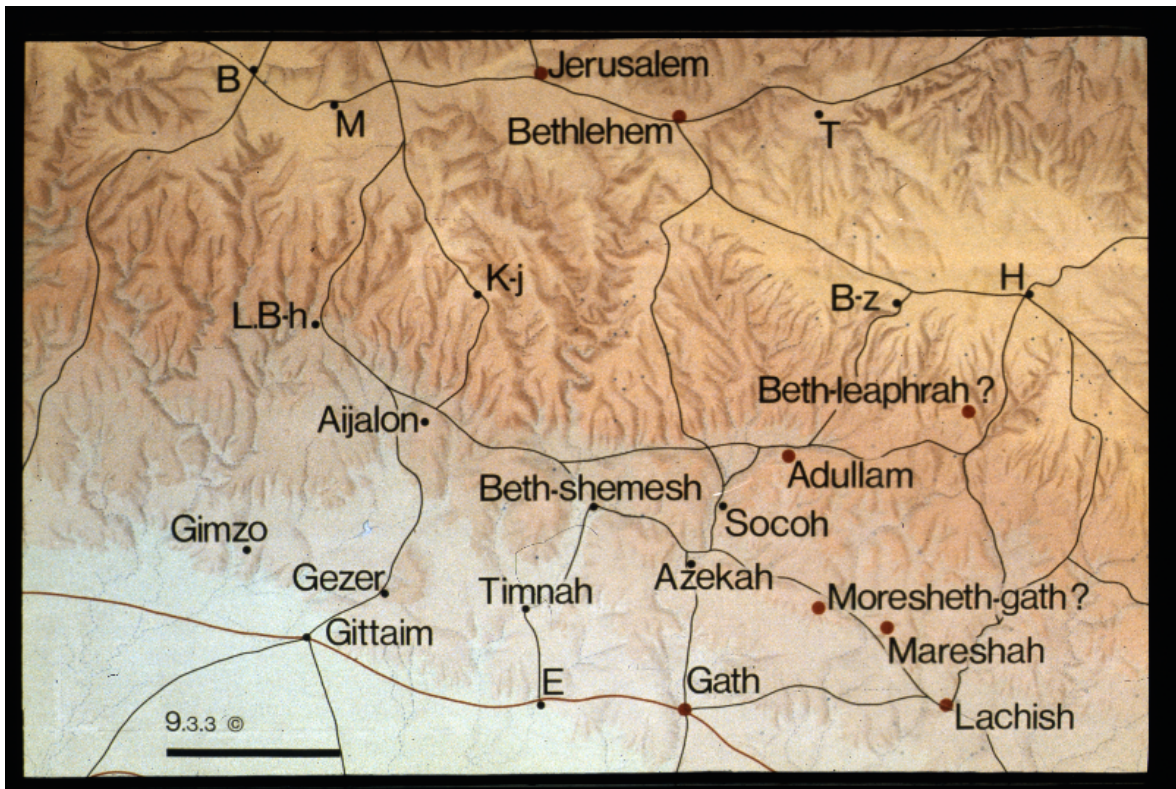 Jerusalem
B
M
Bethlehem
T
K-j
H
B-z
L.B-h
Beth-leaphrah ?
Aijalon
Adullam
Beth-shemesh
Socoh
Gimzo
Gezer
Timnah
Azekah
Moresheth-gath ?
Gittaim
Mareshah
E
Gath
Lachish
9.3.3 ©